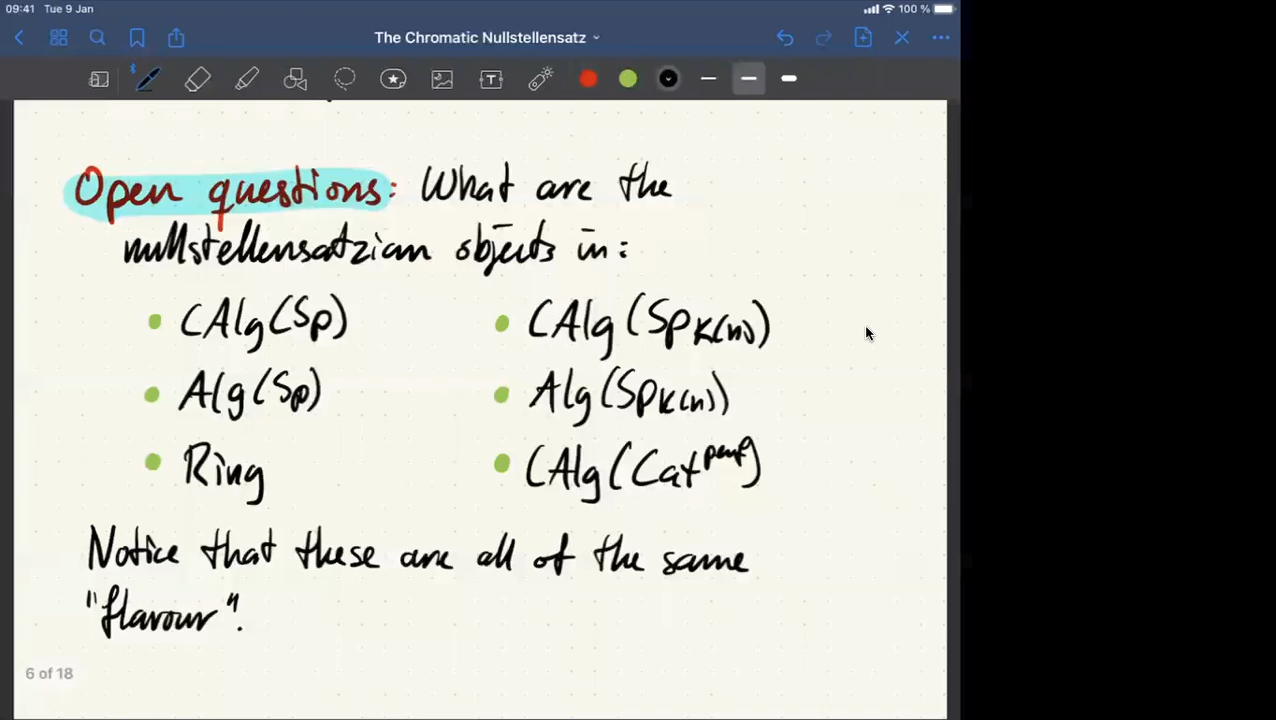 09:41 Tue 9 Jan 100 %
The Chromatic Nullstellensatz
Open questions: What are the
nullstellensatzian objects in:
• CAlg(Sp) • CAlg(Sp_K(n))
• Alg(Sp) • Alg(Sp_K(n))
• Ring • CAlg(Cat^perf)
Notice that these are all of the same
"flavour".
6 of 18